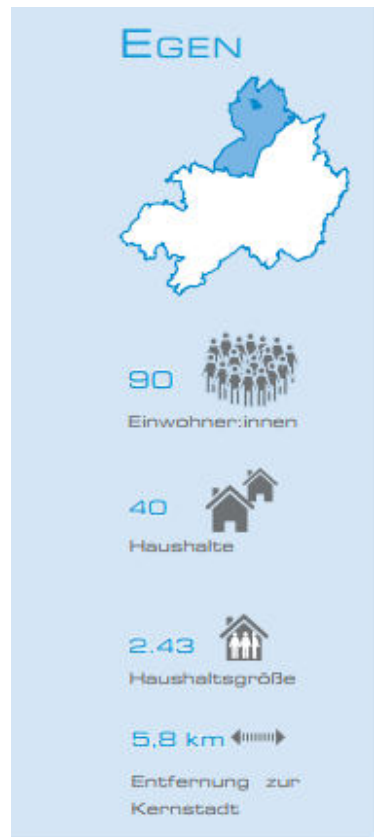 EGEN
90
Einwohner:innen
40
Haushalte
2.43
Haushaltsgröße
5,8 km
Entfernung zur
Kernstadt